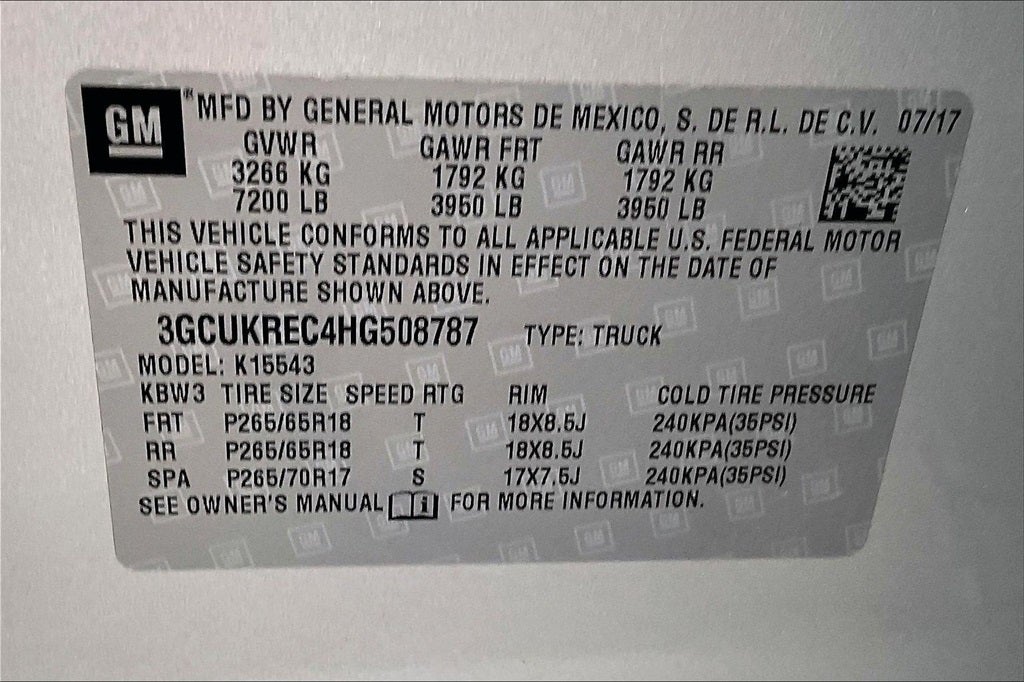 GM ® MFD BY GENERAL MOTORS DE MEXICO, S. DE R.L. DE C.V. 07/17
GVWR GAWR FRT GAWR RR
3266 KG 1792 KG 1792 KG
7200 LB 3950 LB 3950 LB
THIS VEHICLE CONFORMS TO ALL APPLICABLE U.S. FEDERAL MOTOR
VEHICLE SAFETY STANDARDS IN EFFECT ON THE DATE OF
MANUFACTURE SHOWN ABOVE.
3GCUKREC4HG508787 TYPE: TRUCK
MODEL: K15543
KBW3 TIRE SIZE SPEED RTG RIM COLD TIRE PRESSURE
FRT P265/65R18 T 18X8.5J 240KPA(35PSI)
RR P265/65R18 T 18X8.5J 240KPA(35PSI)
SPA P265/70R17 S 17X7.5J 240KPA(35PSI)
SEE OWNER'S MANUAL i FOR MORE INFORMATION.